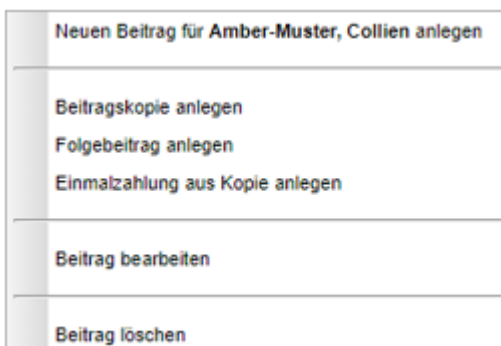 Neuen Beitrag für Amber-Muster, Collien anlegen
Beitragskopie anlegen
Folgebeitrag anlegen
Einmalzahlung aus Kopie anlegen
Beitrag bearbeiten
Beitrag löschen